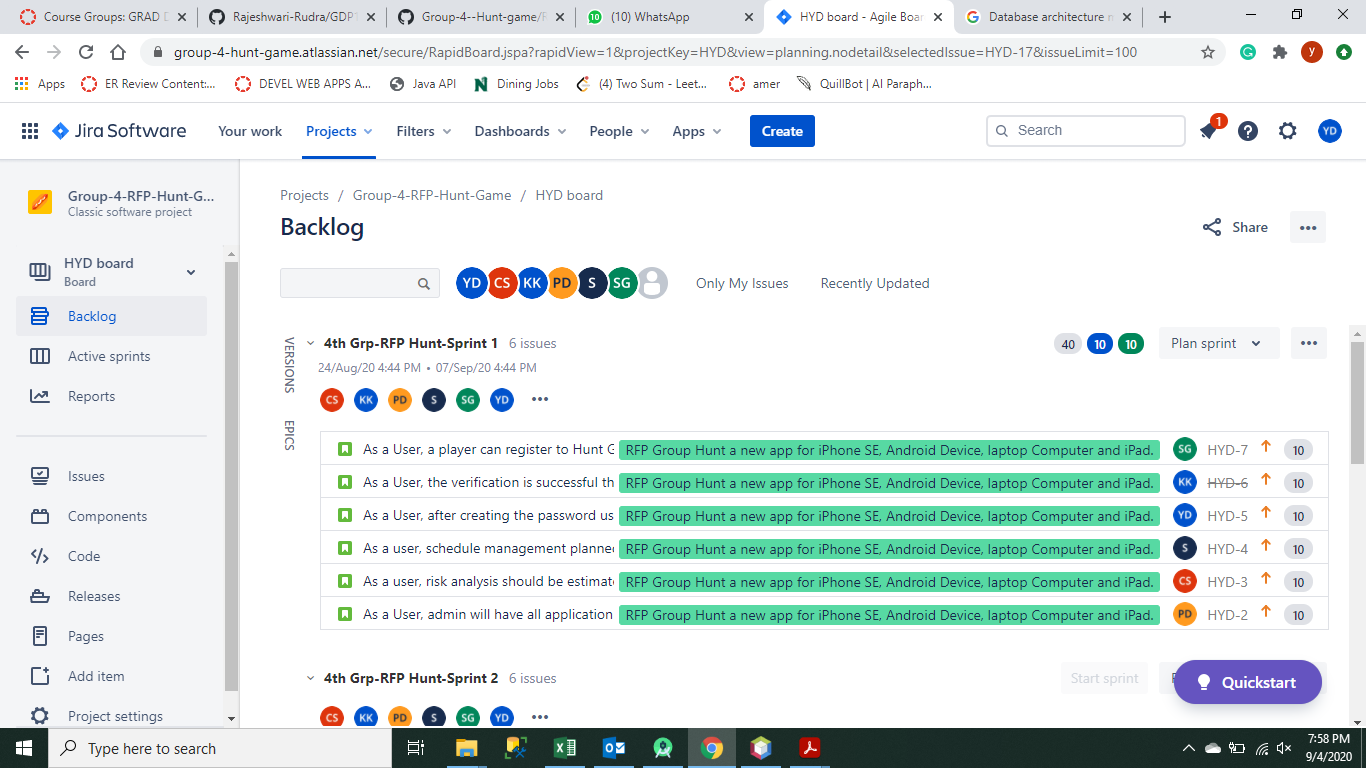 Course Groups: GRAD D
Rajeshwari-Rudra/GDP1
Group-4--Hunt-game/F
(10) WhatsApp
HYD board - Agile Boar
Database architecture m
group-4-hunt-game.atlassian.net/secure/RapidBoard.jspa?rapidView=1&projectKey=HYD&view=planning.nodetail&selectedIssue=HYD-17&issueLimit=100
y
Apps
ER Review Content:...
DEVEL WEB APPS A...
Java API
Dining Jobs
(4) Two Sum - Leet...
amer
QuillBot | AI Paraph...
Jira Software
Your work
Projects
Filters
Dashboards
People
Apps
Create
Search
1
YD
Group-4-RFP-Hunt-G...
Classic software project
HYD board
Board
Backlog
Active sprints
Reports
Issues
Components
Code
Releases
Pages
Add item
Project settings
Projects / Group-4-RFP-Hunt-Game / HYD board
Backlog
Share
YD CS KK PD S SG
Only My Issues
Recently Updated
VERSIONS
EPICS
4th Grp-RFP Hunt-Sprint 1 6 issues
40 10 10
Plan sprint
24/Aug/20 4:44 PM • 07/Sep/20 4:44 PM
CS KK PD S SG YD
As a User, a player can register to Hunt G RFP Group Hunt a new app for iPhone SE, Android Device, laptop Computer and iPad. SG HYD-7 10
As a User, the verification is successful th RFP Group Hunt a new app for iPhone SE, Android Device, laptop Computer and iPad. KK HYD-6 10
As a User, after creating the password us RFP Group Hunt a new app for iPhone SE, Android Device, laptop Computer and iPad. YD HYD-5 10
As a user, schedule management planned RFP Group Hunt a new app for iPhone SE, Android Device, laptop Computer and iPad. S HYD-4 10
As a user, risk analysis should be estimat RFP Group Hunt a new app for iPhone SE, Android Device, laptop Computer and iPad. CS HYD-3 10
As a User, admin will have all application RFP Group Hunt a new app for iPhone SE, Android Device, laptop Computer and iPad. PD HYD-2 10
4th Grp-RFP Hunt-Sprint 2 6 issues
Start sprint
Quickstart
CS KK PD S SG YD
Type here to search
7:58 PM
9/4/2020